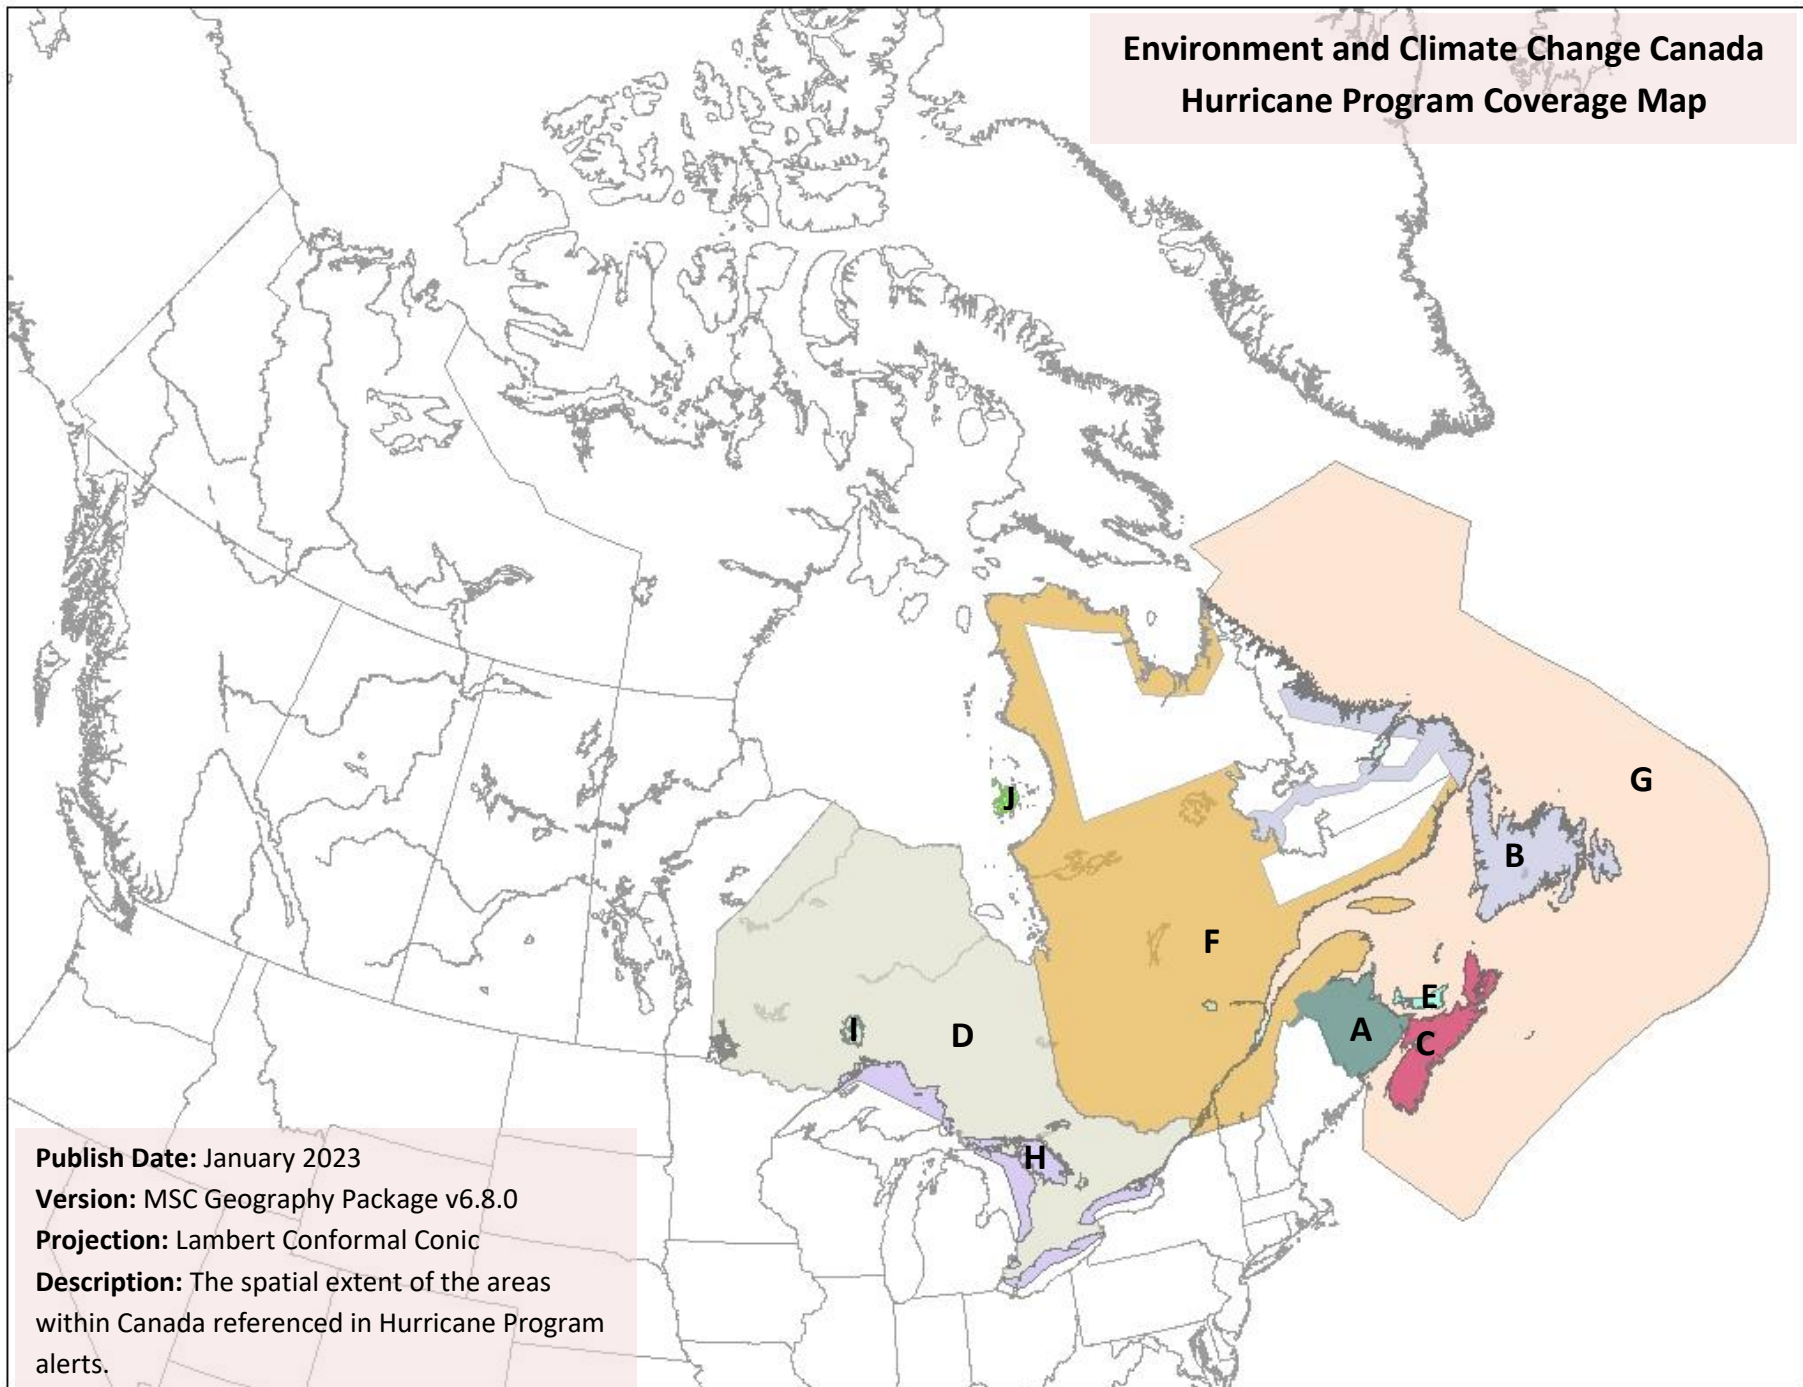 Environment and Climate Change Canada
Hurricane Program Coverage Map
G
J
B
F
E
I
D
A
C
H
Publish Date: January 2023
Version: MSC Geography Package v6.8.0
Projection: Lambert Conformal Conic
Description: The spatial extent of the areas
within Canada referenced in Hurricane Program
alerts.